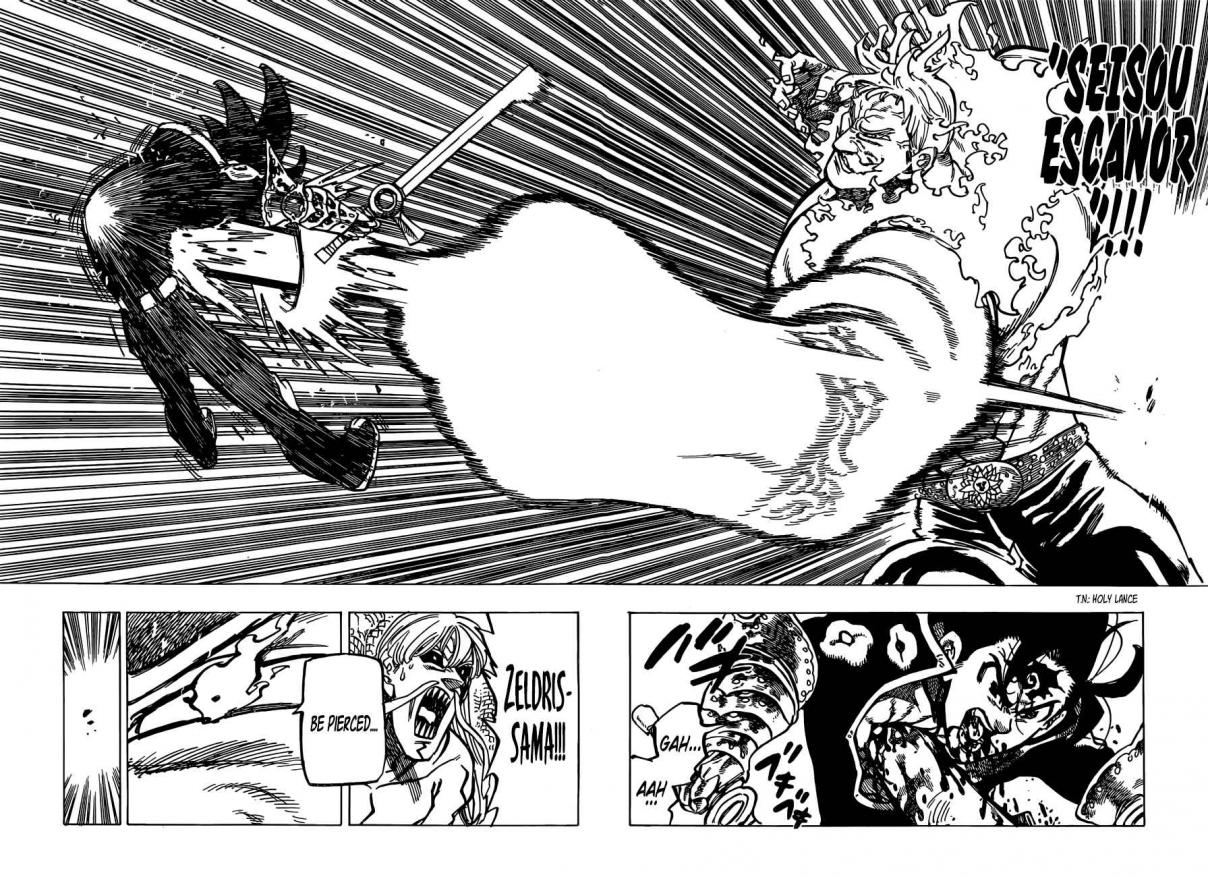 "SEISOU
ESCANOR
"!!!
T.N.: HOLY LANCE
GAH...
AAH
...
ZELDRIS-
SAMA!!!
BE PIERCED....